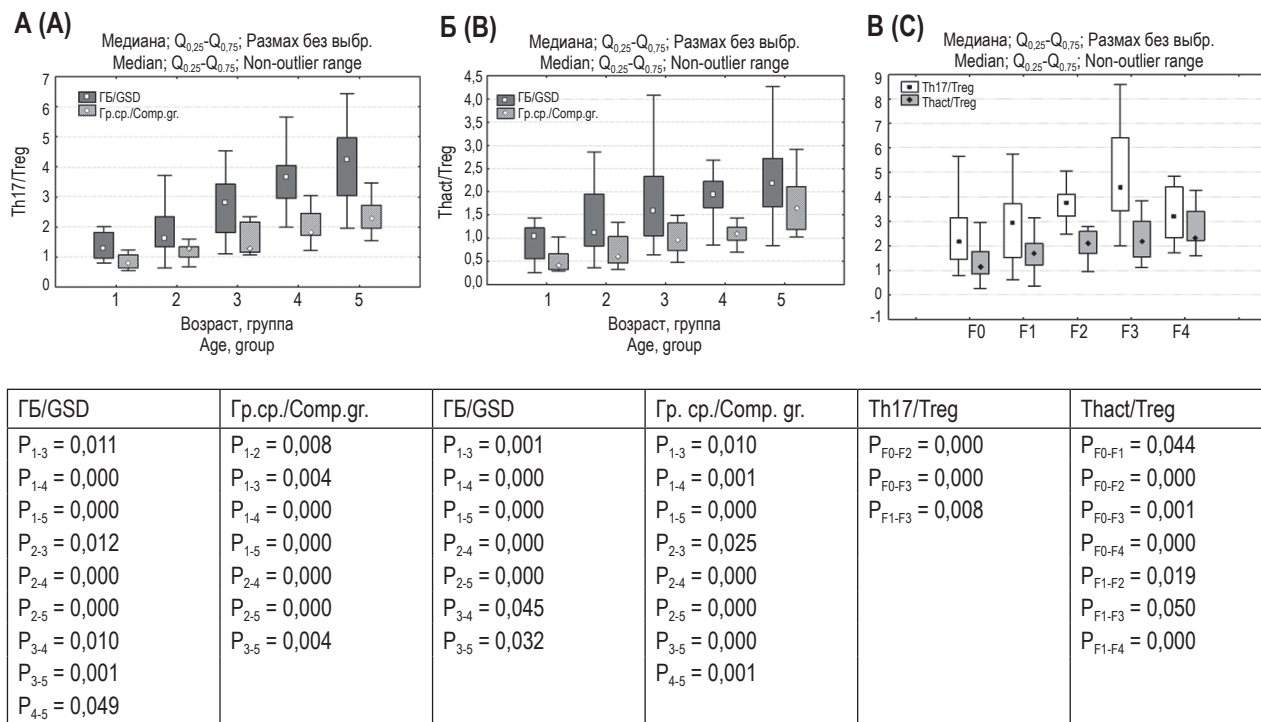 А (A)
Медиана; Q0,25-Q0,75; Размах без выбр.
Median; Q0.25-Q0.75; Non-outlier range
7
6
5
4
3
2
1
0
Th17/Treg
ГБ/GSD
Гр.ср./Comp.gr.
1 2 3 4 5
Возраст, группа
Age, group
Б (B)
Медиана; Q0,25-Q0,75; Размах без выбр.
Median; Q0.25-Q0.75; Non-outlier range
4,5
4,0
3,5
3,0
2,5
2,0
1,5
1,0
0,5
0,0
Thact/Treg
ГБ/GSD
Гр.ср./Comp.gr.
1 2 3 4 5
Возраст, группа
Age, group
В (C)
Медиана; Q0,25-Q0,75; Размах без выбр.
Median; Q0.25-Q0.75; Non-outlier range
9
8
7
6
5
4
3
2
1
0
-1
Th17/Treg
Thact/Treg
F0 F1 F2 F3 F4
ГБ/GSD Гр.ср./Comp.gr. ГБ/GSD Гр. ср./Comp. gr. Th17/Treg Thact/Treg
P1-3 = 0,011 P1-2 = 0,008 P1-3 = 0,001 P1-3 = 0,010 PF0-F2 = 0,000 PF0-F1 = 0,044
P1-4 = 0,000 P1-3 = 0,004 P1-4 = 0,000 P1-4 = 0,001 PF0-F3 = 0,000 PF0-F2 = 0,000
P1-5 = 0,000 P1-4 = 0,000 P1-5 = 0,000 P1-5 = 0,000 PF1-F3 = 0,008 PF0-F3 = 0,001
P2-3 = 0,012 P1-5 = 0,000 P2-4 = 0,000 P2-3 = 0,025 PF0-F4 = 0,000
P2-4 = 0,000 P2-4 = 0,000 P2-5 = 0,000 P2-4 = 0,000 PF1-F2 = 0,019
P2-5 = 0,000 P2-5 = 0,000 P3-4 = 0,045 P2-5 = 0,000 PF1-F3 = 0,050
P3-4 = 0,010 P3-5 = 0,004 P3-5 = 0,032 P3-5 = 0,000 PF1-F4 = 0,000
P3-5 = 0,001 P4-5 = 0,001
P4-5 = 0,049